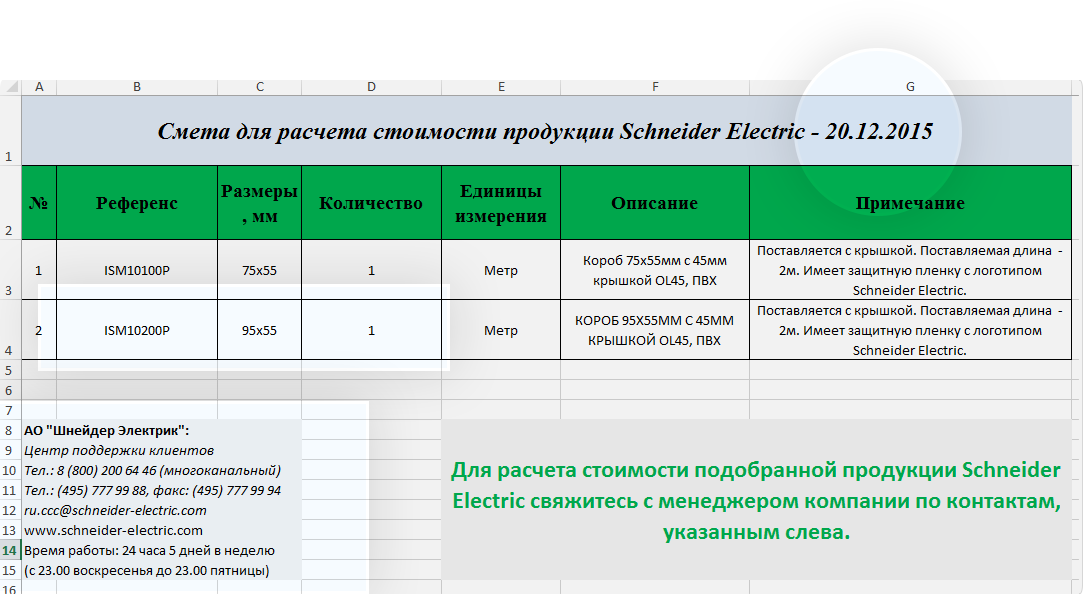 A B C D E F G
1 Смета для расчета стоимости продукции Schneider Electric - 20.12.2015
2 № Референс Размеры, мм Количество Единицы измерения Описание Примечание
3 1 ISM10100P 75x55 1 Метр Короб 75х55мм с 45мм крышкой OL45, ПВХ Поставляется с крышкой. Поставляемая длина - 2м. Имеет защитную пленку с логотипом Schneider Electric.
4 2 ISM10200P 95x55 1 Метр КОРОБ 95Х55ММ С 45ММ КРЫШКОЙ OL45, ПВХ Поставляется с крышкой. Поставляемая длина - 2м. Имеет защитную пленку с логотипом Schneider Electric.
5
6
7
8 АО "Шнейдер Электрик":
9 Центр поддержки клиентов
10 Тел.: 8 (800) 200 64 46 (многоканальный)
11 Тел.: (495) 777 99 88, факс: (495) 777 99 94
12 ru.ccc@schneider-electric.com
13 www.schneider-electric.com
14 Время работы: 24 часа 5 дней в неделю
15 (с 23.00 воскресенья до 23.00 пятницы)
16
Для расчета стоимости подобранной продукции Schneider
Electric свяжитесь с менеджером компании по контактам,
указанным слева.